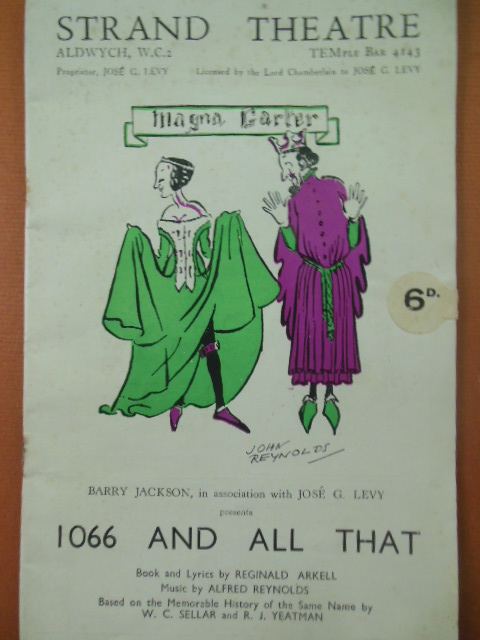 STRAND THEATRE
ALDWYCH, W.C.2 TEMple BAR 4143
Proprietor, JOSÉ G. LEVY Licensed by the Lord Chamberlain to JOSÉ G. LEVY
Magna Garter
6D.
JOHN
REYNOLDS
BARRY JACKSON, in association with JOSÉ G. LEVY
presents
1066 AND ALL THAT
Book and Lyrics by REGINALD ARKELL
Music by ALFRED REYNOLDS
Based on the Memorable History of the Same Name by
W. C. SELLAR and R. J. YEATMAN